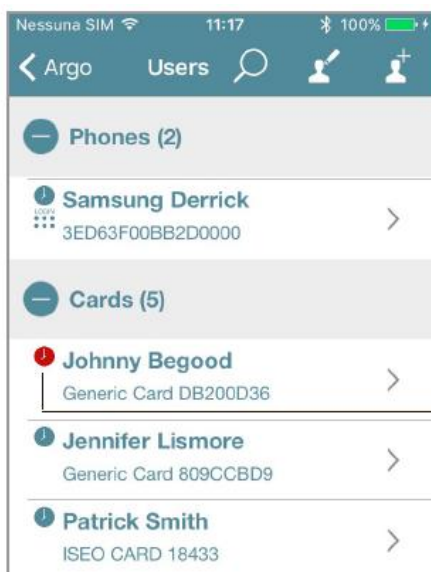 Nessuna SIM 11:17 100%
Argo Users
Phones (2)
Samsung Derrick
LOGIN
3ED63F00BB2D0000
Cards (5)
Johnny Begood
Generic Card DB200D36
Jennifer Lismore
Generic Card 809CCBD9
Patrick Smith
ISEO CARD 18433